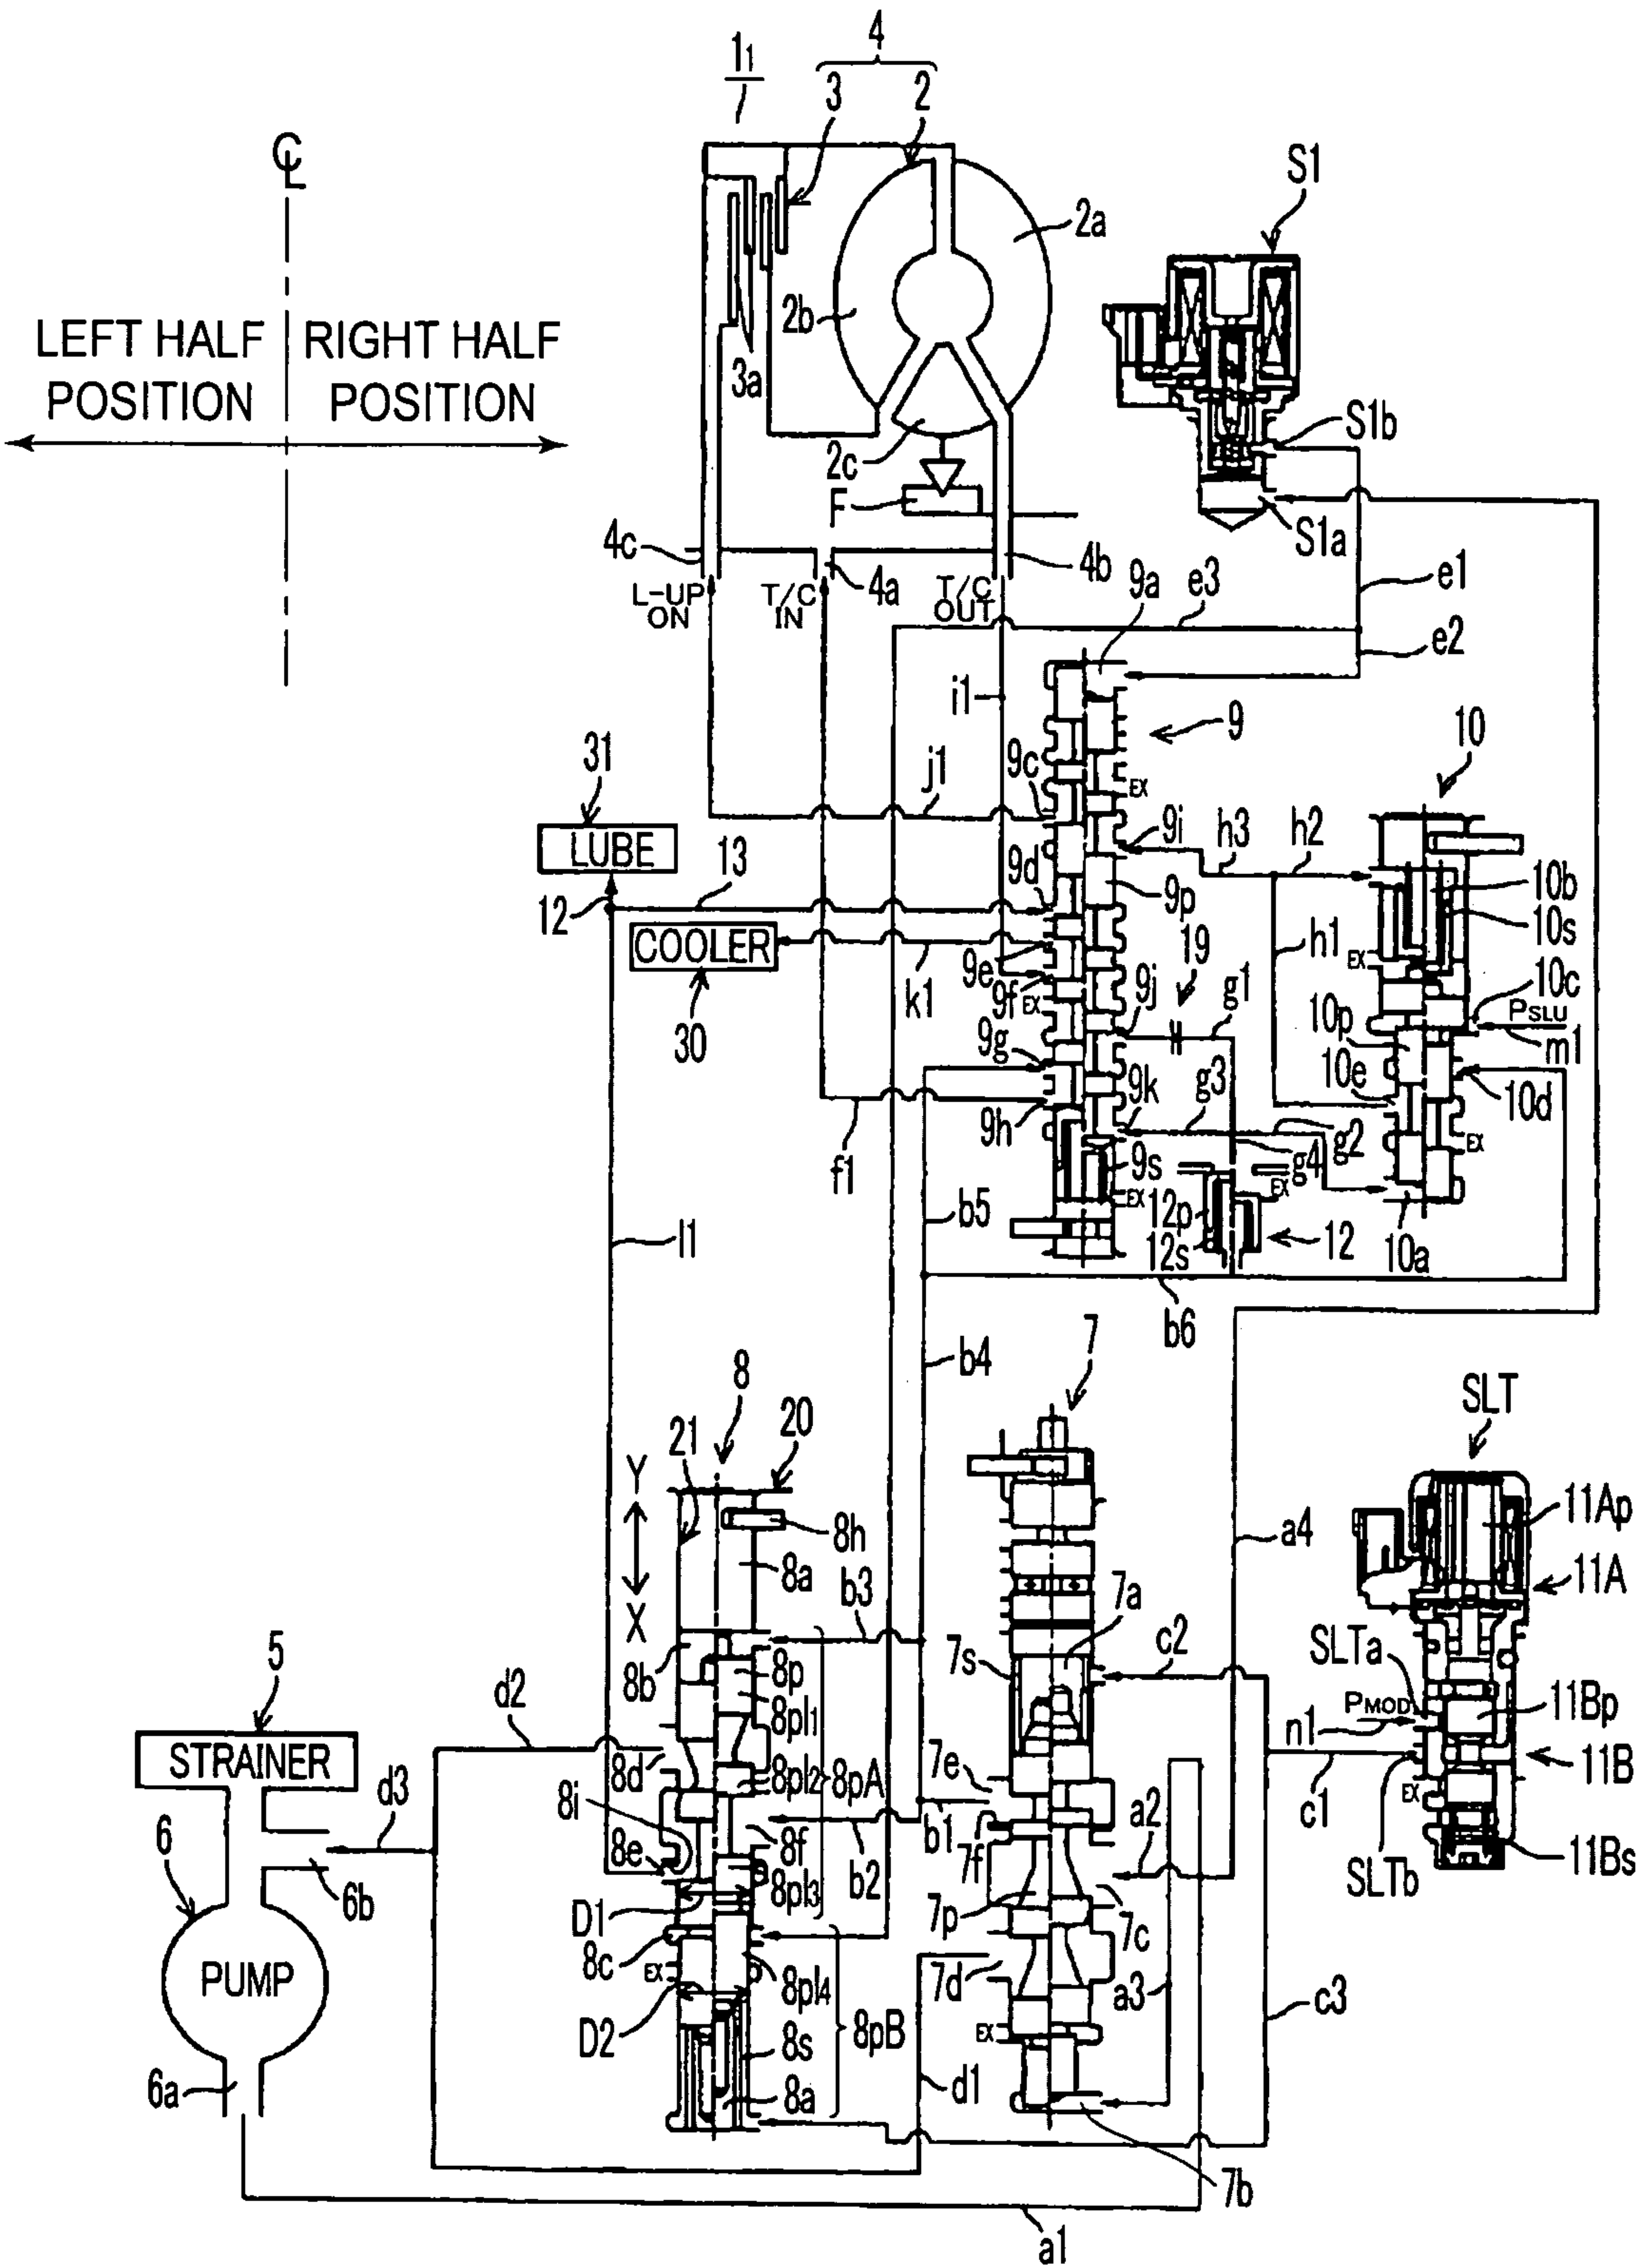 1₁
4
3
2
℄
LEFT HALF
POSITION
RIGHT HALF
POSITION
2a
2b
3a
2c
F
S1
S1b
S1a
4c
4a
4b
L-UP
ON
T/C
IN
T/C
OUT
9a
e3
e1
e2
i1
9
10
31
LUBE
13
12
j1
9c
EX
9i
h3
h2
9d
9p
10b
10s
COOLER
30
k1
9e
9f
EX
19
9j
g1
h1
EX
10c
PSLU
m1
10p
10e
10d
9g
9h
f1
9k
g3
g2
g4
EX
9s
EX
EX
12p
12s
12
10a
l1
b5
b6
b4
7
8
20
21
Y
X
8h
8a
b3
8b
8p
8pl1
8pl2
8pA
8d
8i
8e
8f
8pl3
D1
8c
EX
D2
8pl4
8pB
8s
8a
b2
d2
5
STRAINER
d3
6
6b
PUMP
6a
7a
7s
c2
7e
b1
7f
a2
7p
7c
7d
a3
EX
d1
7b
a1
a4
c3
SLT
11Ap
11A
SLTa
PMOD
n1
11Bp
11B
c1
EX
SLTb
11Bs